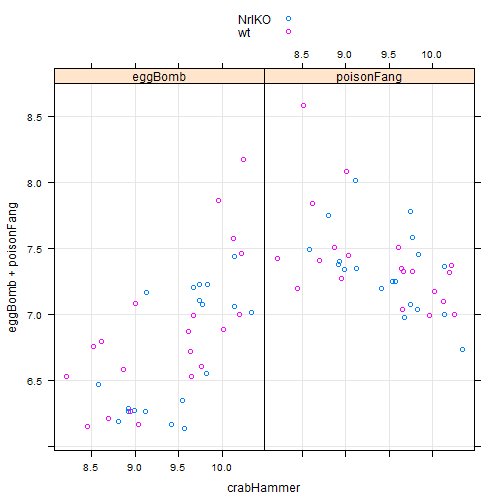 NrlKO
wt
8.5 9.0 9.5 10.0
eggBomb poisonFang
8.5
8.0
7.5
7.0
6.5
eggBomb + poisonFang
8.5 9.0 9.5 10.0
crabHammer